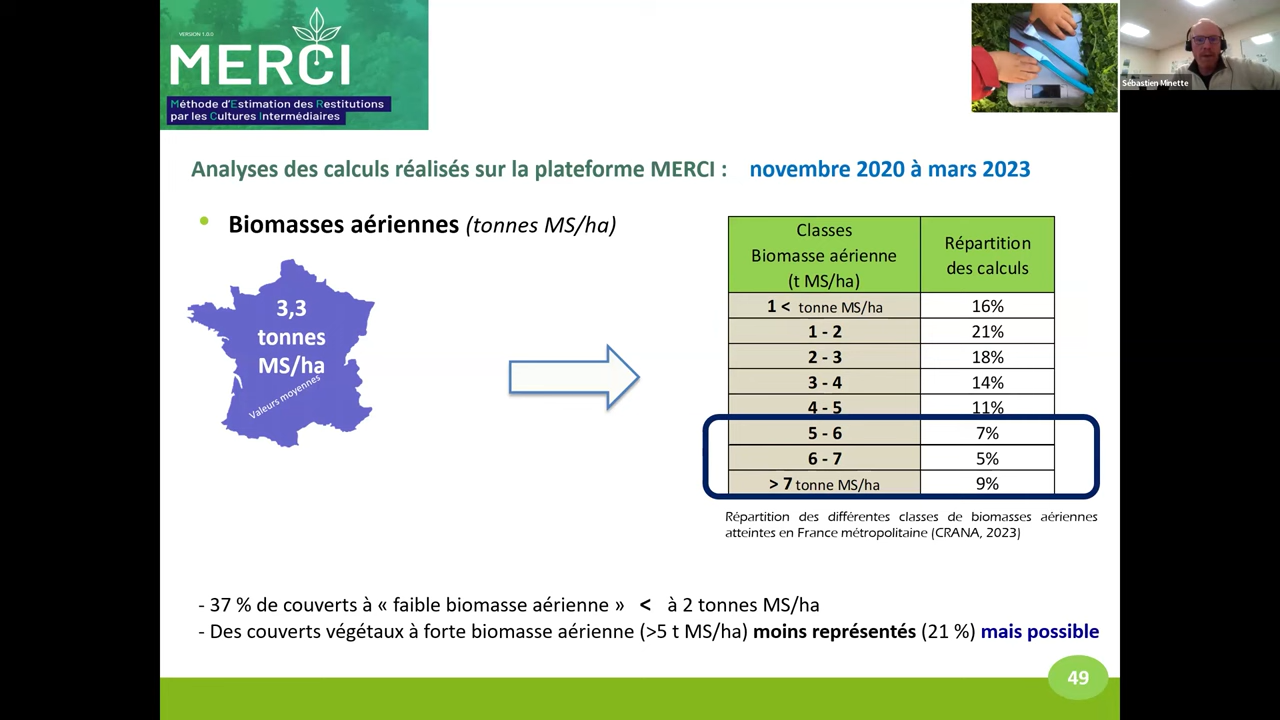 VERSION 1.0.0
MERCI
Méthode d'Estimation des Restitutions
par les Cultures Intermédiaires
Sébastien Minette
Analyses des calculs réalisés sur la plateforme MERCI : novembre 2020 à mars 2023
• Biomasses aériennes (tonnes MS/ha)
3,3
tonnes
MS/ha
Valeurs moyennes
Classes
Biomasse aérienne
(t MS/ha)
Répartition
des calculs
1 < tonne MS/ha 16%
1 - 2 21%
2 - 3 18%
3 - 4 14%
4 - 5 11%
5 - 6 7%
6 - 7 5%
> 7 tonne MS/ha 9%
Répartition des différentes classes de biomasses aériennes
atteintes en France métropolitaine (CRANA, 2023)
- 37 % de couverts à « faible biomasse aérienne » < à 2 tonnes MS/ha
- Des couverts végétaux à forte biomasse aérienne (>5 t MS/ha) moins représentés (21 %) mais possible
49